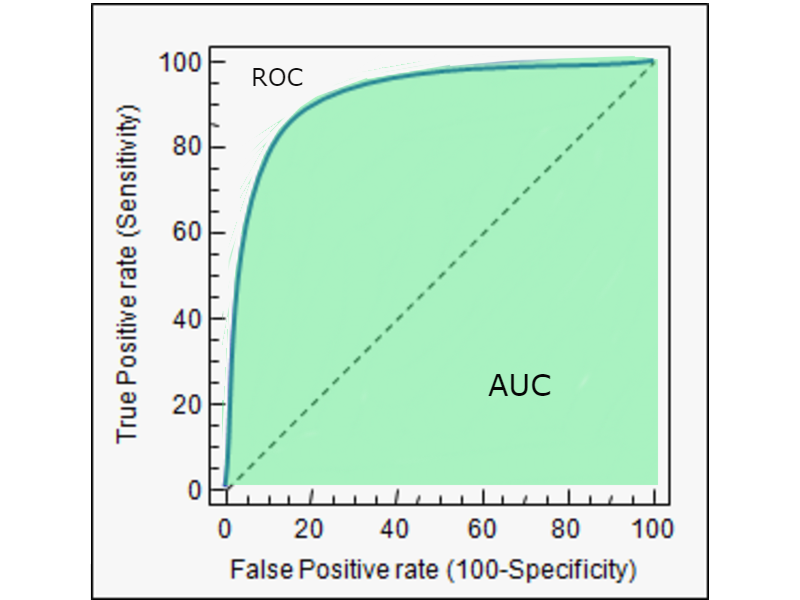 ROC
AUC
True Positive rate (Sensitivity)
100
80
60
40
20
0
0 20 40 60 80 100
False Positive rate (100-Specificity)